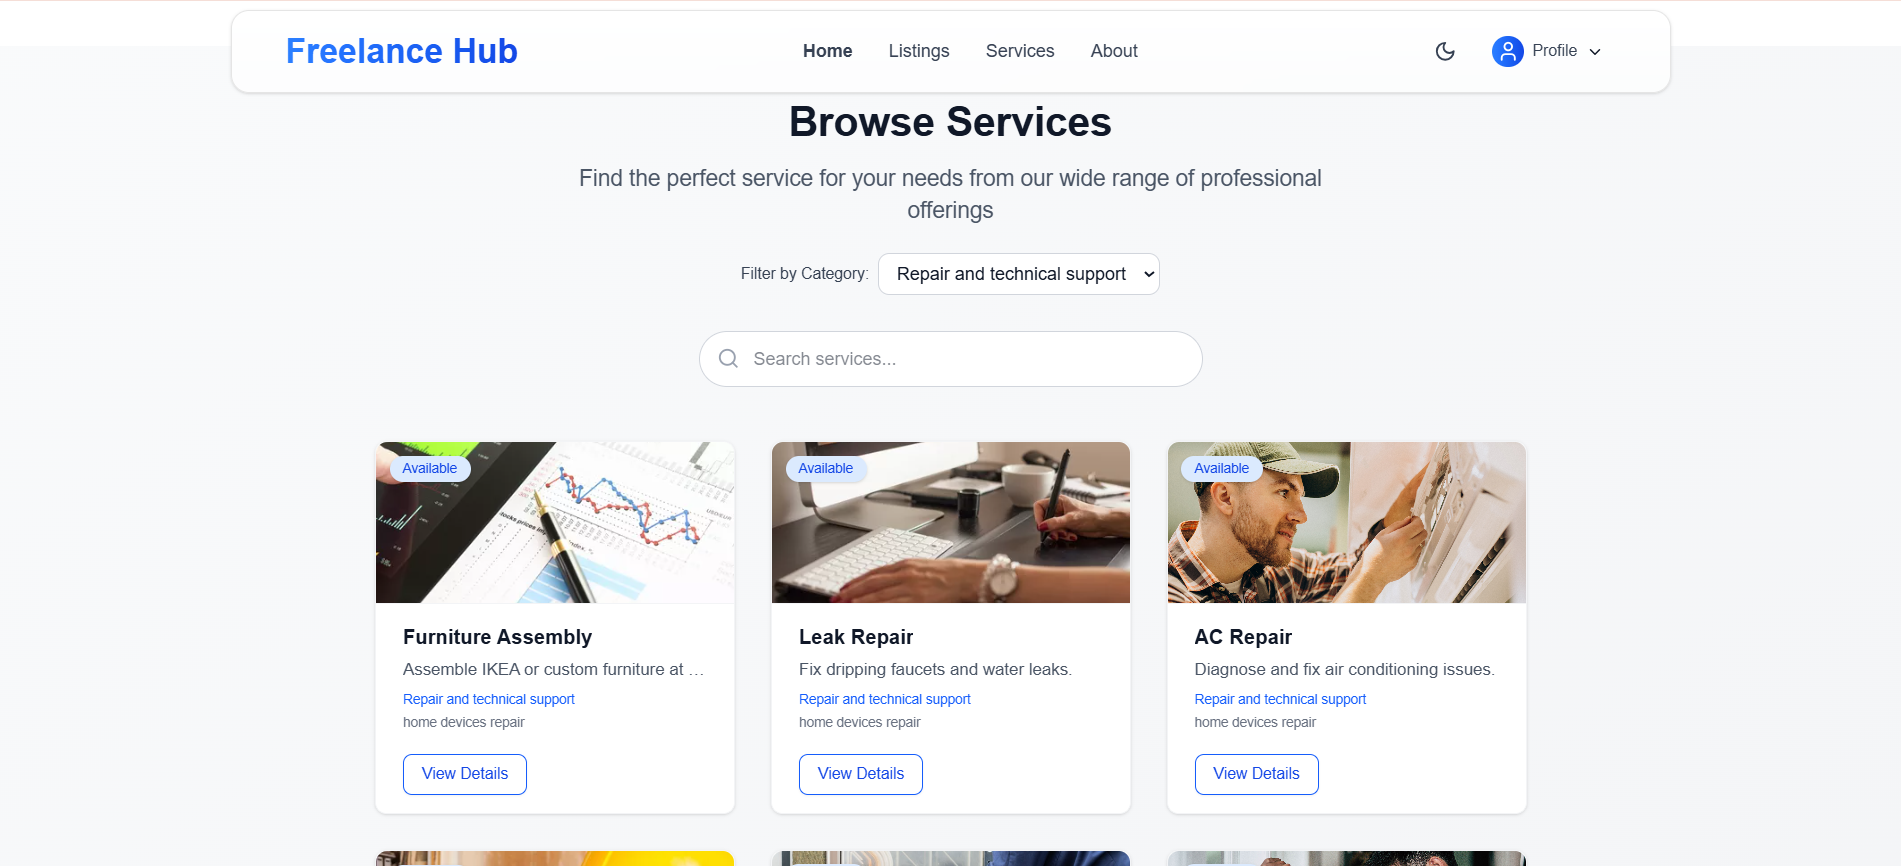 Freelance Hub
Home
Listings
Services
About
Profile
Browse Services
Find the perfect service for your needs from our wide range of professional
offerings
Filter by Category:
Repair and technical support
Search services...
Available
Available
Available
Furniture Assembly
Assemble IKEA or custom furniture at ...
Repair and technical support
home devices repair
View Details
Leak Repair
Fix dripping faucets and water leaks.
Repair and technical support
home devices repair
View Details
AC Repair
Diagnose and fix air conditioning issues.
Repair and technical support
home devices repair
View Details